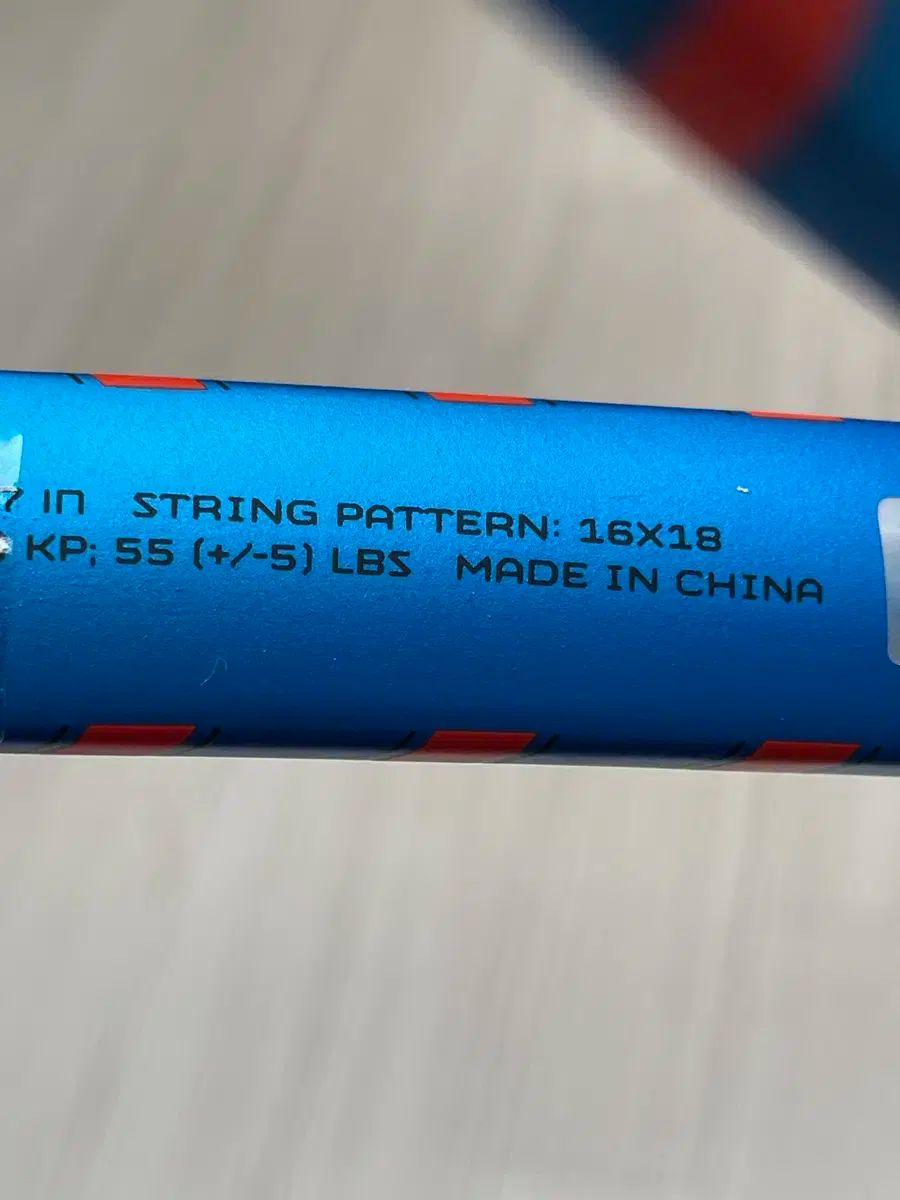 7 IN STRING PATTERN: 16X18
KP; 55 (+/-5) LBS MADE IN CHINA